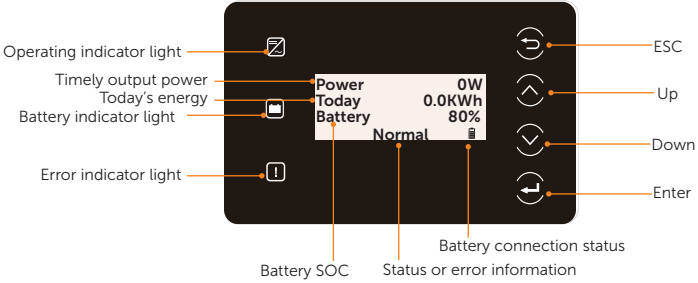 Operating indicator light
Timely output power
Today's energy
Battery indicator light
Error indicator light
Power 0W
Today 0.0KWh
Battery 80%
Normal
ESC
Up
Down
Enter
Battery connection status
Battery SOC
Status or error information